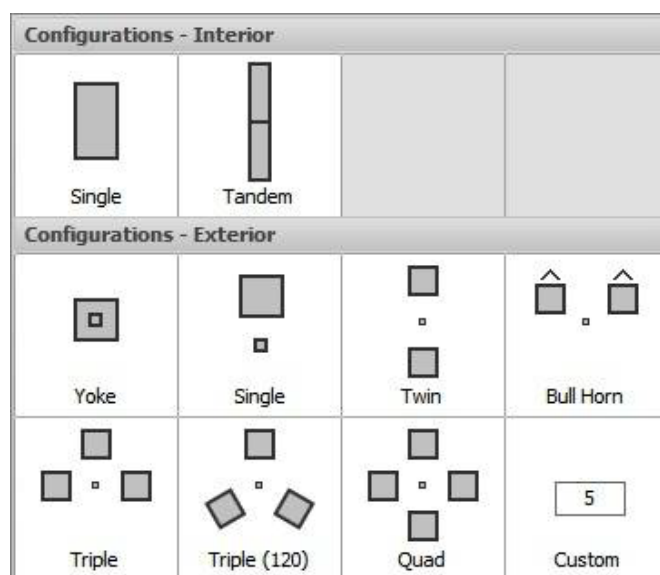 Configurations - Interior
Single
Tandem
Configurations - Exterior
Yoke
Single
Twin
Bull Horn
5
Triple
Triple (120)
Quad
Custom